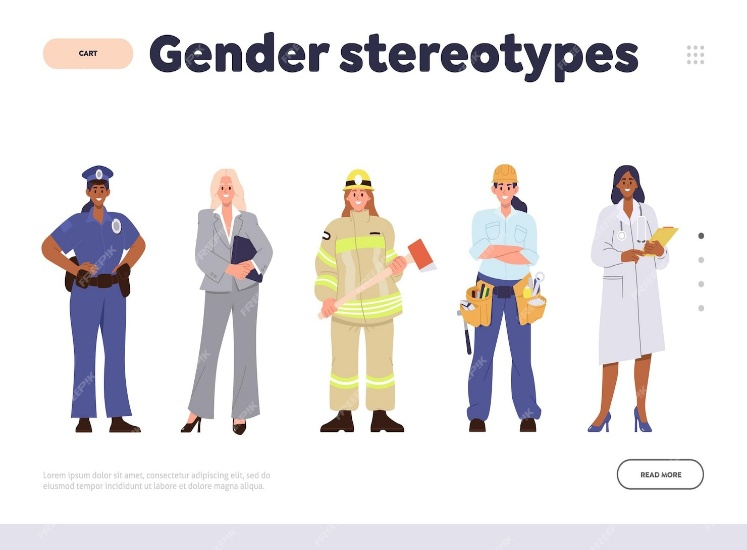 CART
Gender stereotypes
Lorem ipsum dolor sit amet, consectetur adipiscing elit, sed do
eiusmod tempor incididunt ut labore et dolore magna aliqua.
READ MORE